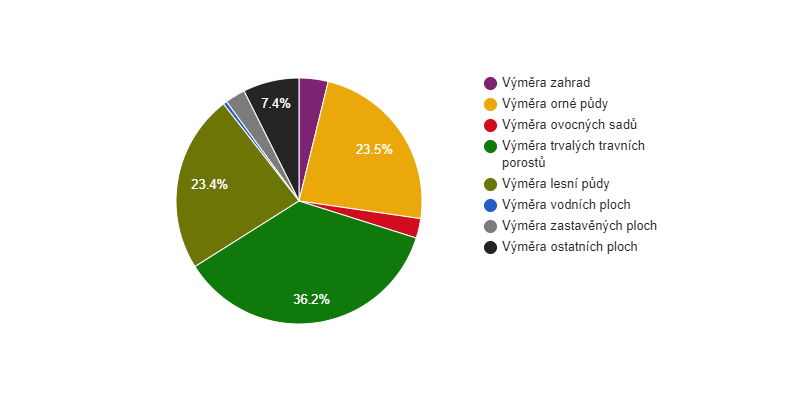 7.4%
23.5%
23.4%
36.2%
Výměra zahrad
Výměra orné půdy
Výměra ovocných sadů
Výměra trvalých travních
porostů
Výměra lesní půdy
Výměra vodních ploch
Výměra zastavěných ploch
Výměra ostatních ploch